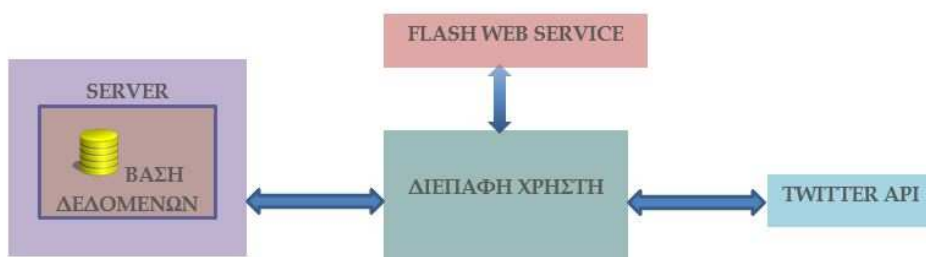 FLASH WEB SERVICE
SERVER
ΒΑΣΗ
ΔΕΔΟΜΕΝΩΝ
ΔΙΕΠΑΦΗ ΧΡΗΣΤΗ
TWITTER API